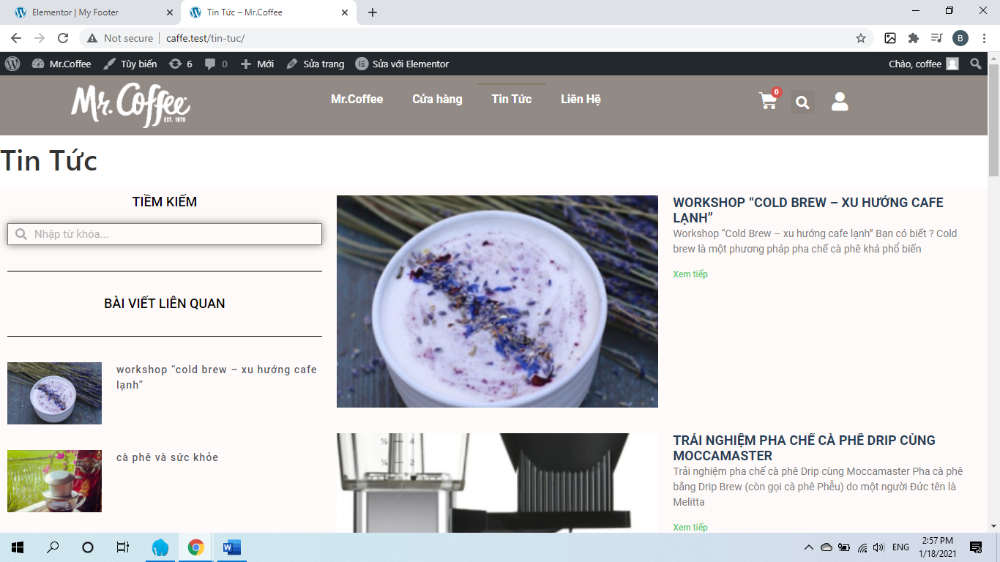 Elementor | My Footer
Tin Tức – Mr.Coffee
Not secure
caffe.test/tin-tuc/
B
Mr.Coffee
Tùy biến
6
0
Mới
Sửa trang
Sửa với Elementor
Chào, coffee
Mr. Coffee
EST. 1970
Mr.Coffee
Cửa hàng
Tin Tức
Liên Hệ
0
Tin Tức
TIỀM KIẾM
Nhập từ khóa...
BÀI VIẾT LIÊN QUAN
workshop “cold brew – xu hướng cafe
lạnh”
cà phê và sức khỏe
WORKSHOP “COLD BREW – XU HƯỚNG CAFE
LẠNH”
Workshop “Cold Brew – xu hướng cafe lạnh” Bạn có biết ? Cold
brew là một phương pháp pha chế cà phê khá phổ biến
Xem tiếp
TRẢI NGHIỆM PHA CHẾ CÀ PHÊ DRIP CÙNG
MOCCAMASTER
Trải nghiệm pha chế cà phê Drip cùng Moccamaster Pha cà phê
bằng Drip Brew (còn gọi cà phê Phễu) do một người Đức tên là
Melitta
Xem tiếp
ENG
2:57 PM
1/18/2021